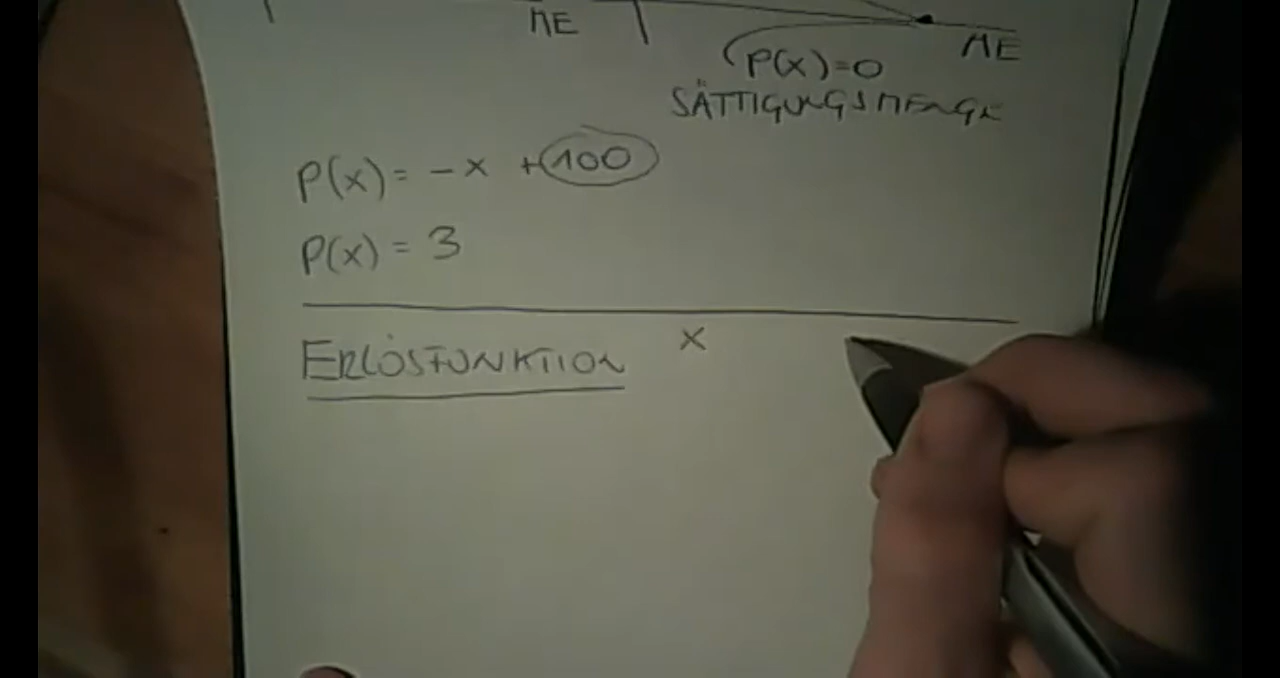 ME
ME
P(x)=0
SÄTTIGUNGSMENGE
P(x) = -x +100
P(x) = 3
ERLÖSFUNKTION x